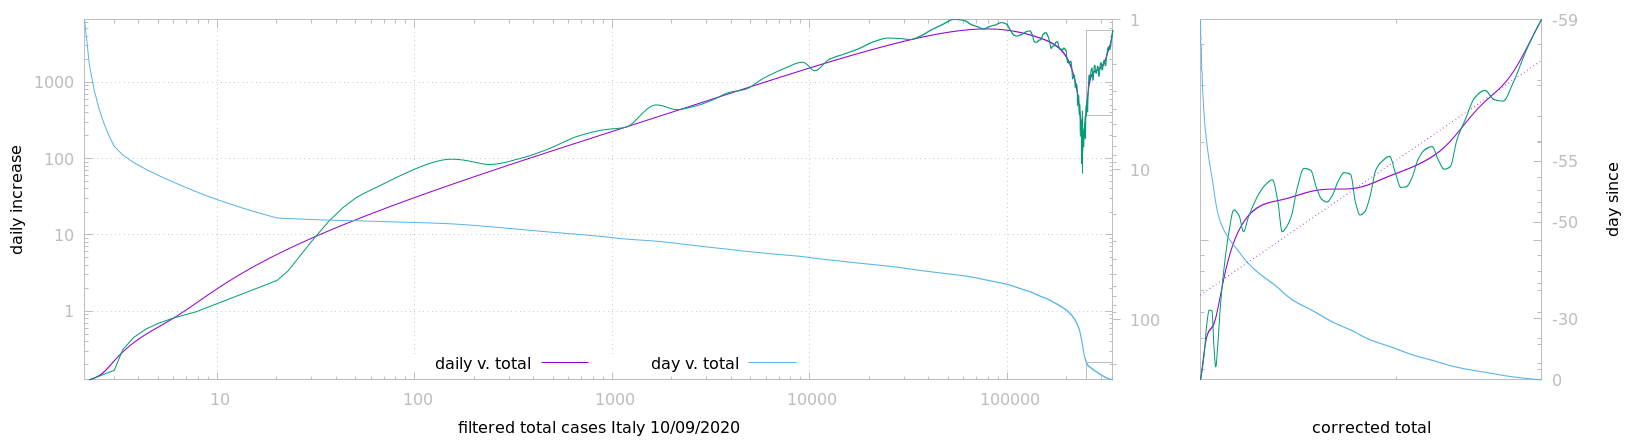 daily increase
1000
100
10
1
daily v. total
day v. total
10
100
1000
10000
100000
filtered total cases Italy 10/09/2020
1
10
100
-59
-55
-50
-30
0
day since
corrected total